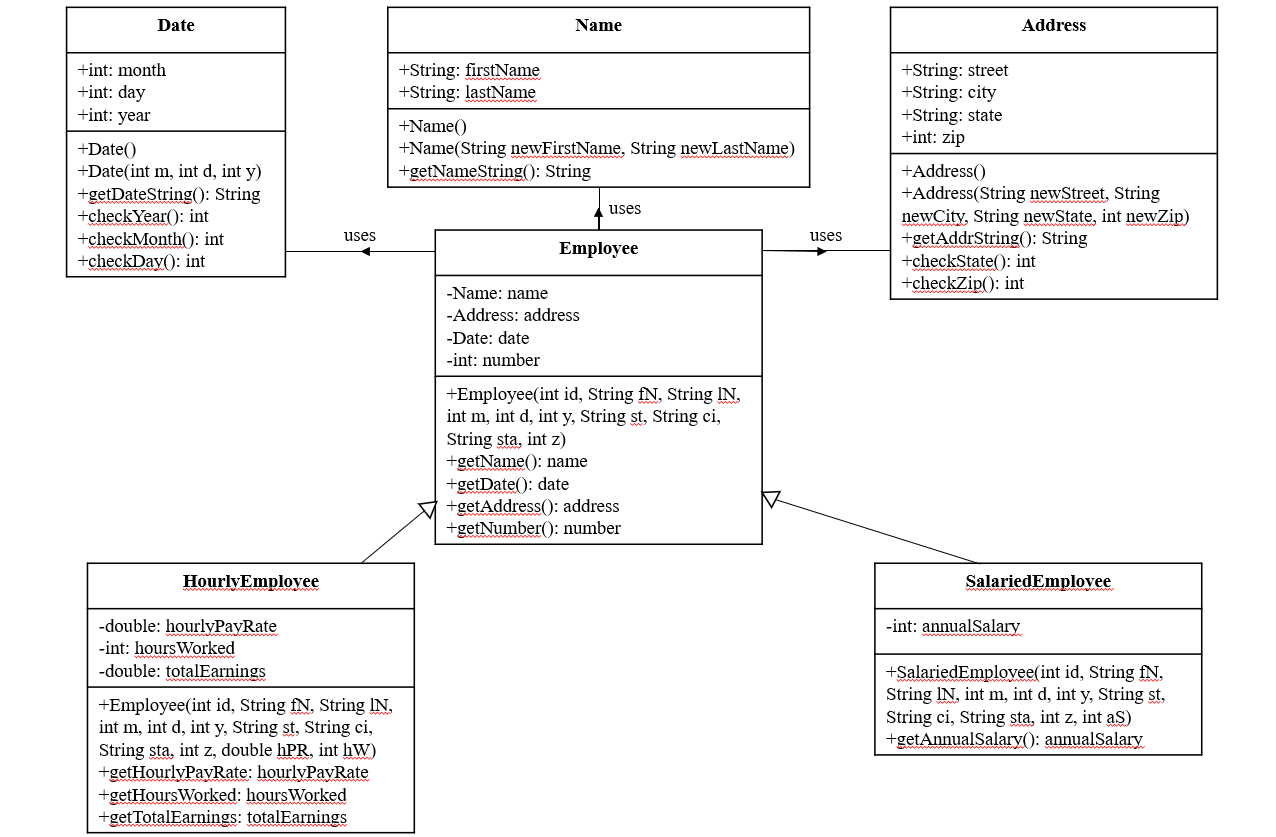 Date
+int: month
+int: day
+int: year
+Date()
+Date(int m, int d, int y)
+getDateString(): String
+checkYear(): int
+checkMonth(): int
+checkDay(): int
Name
+String: firstName
+String: lastName
+Name()
+Name(String newFirstName, String newLastName)
+getNameString(): String
Address
+String: street
+String: city
+String: state
+int: zip
+Address()
+Address(String newStreet, String
newCity, String newState, int newZip)
+getAddrString(): String
+checkState(): int
+checkZip(): int
uses
uses
uses
Employee
-Name: name
-Address: address
-Date: date
-int: number
+Employee(int id, String fN, String lN,
int m, int d, int y, String st, String ci,
String sta, int z)
+getName(): name
+getDate(): date
+getAddress(): address
+getNumber(): number
HourlyEmployee
-double: hourlyPayRate
-int: hoursWorked
-double: totalEarnings
+Employee(int id, String fN, String lN,
int m, int d, int y, String st, String ci,
String sta, int z, double hPR, int hW)
+getHourlyPayRate: hourlyPayRate
+getHoursWorked: hoursWorked
+getTotalEarnings: totalEarnings
SalariedEmployee
-int: annualSalary
+SalariedEmployee(int id, String fN,
String lN, int m, int d, int y, String st,
String ci, String sta, int z, int aS)
+getAnnualSalary(): annualSalary